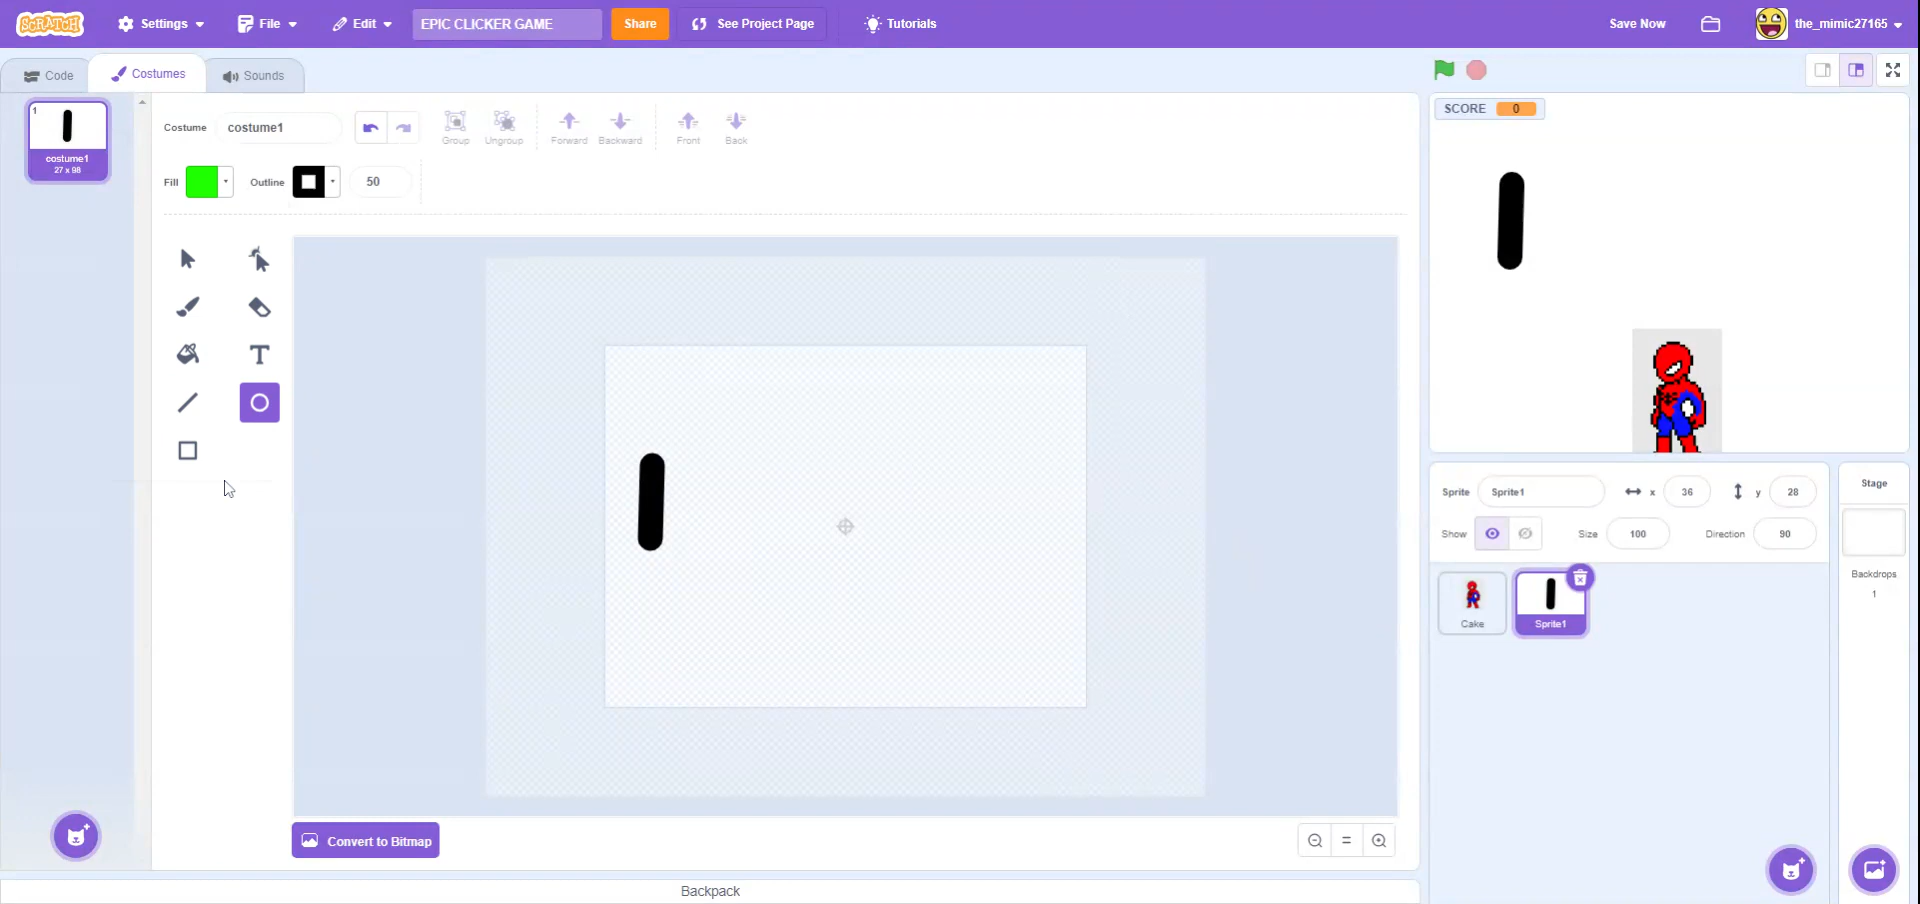 SCRATCH
Settings
File
Edit
EPIC CLICKER GAME
Share
See Project Page
Tutorials
Save Now
the_mimic27165
Code
Costumes
Sounds
1
costume1
27 x 98
Costume
costume1
Group
Ungroup
Forward
Backward
Front
Back
Fill
Outline
50
T
Convert to Bitmap
Backpack
SCORE 0
Sprite
Sprite1
x
36
y
28
Show
Size
100
Direction
90
Cake
Sprite1
Stage
Backdrops
1